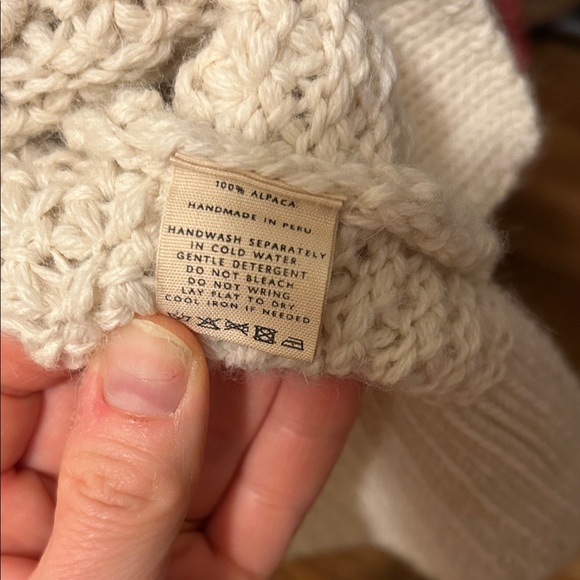 100% ALPACA
HANDMADE IN PERU
HANDWASH SEPARATELY
IN COLD WATER
GENTLE DETERGENT
DO NOT BLEACH
DO NOT WRING
LAY FLAT TO DRY
COOL IRON IF NEEDED